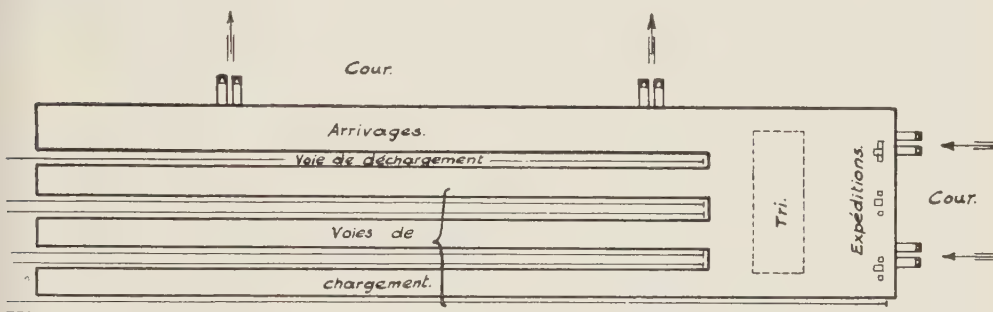 Cour.
Arrivages.
Voie de déchargement
Voies de
chargement.
Tri.
Expéditions.
Cour.